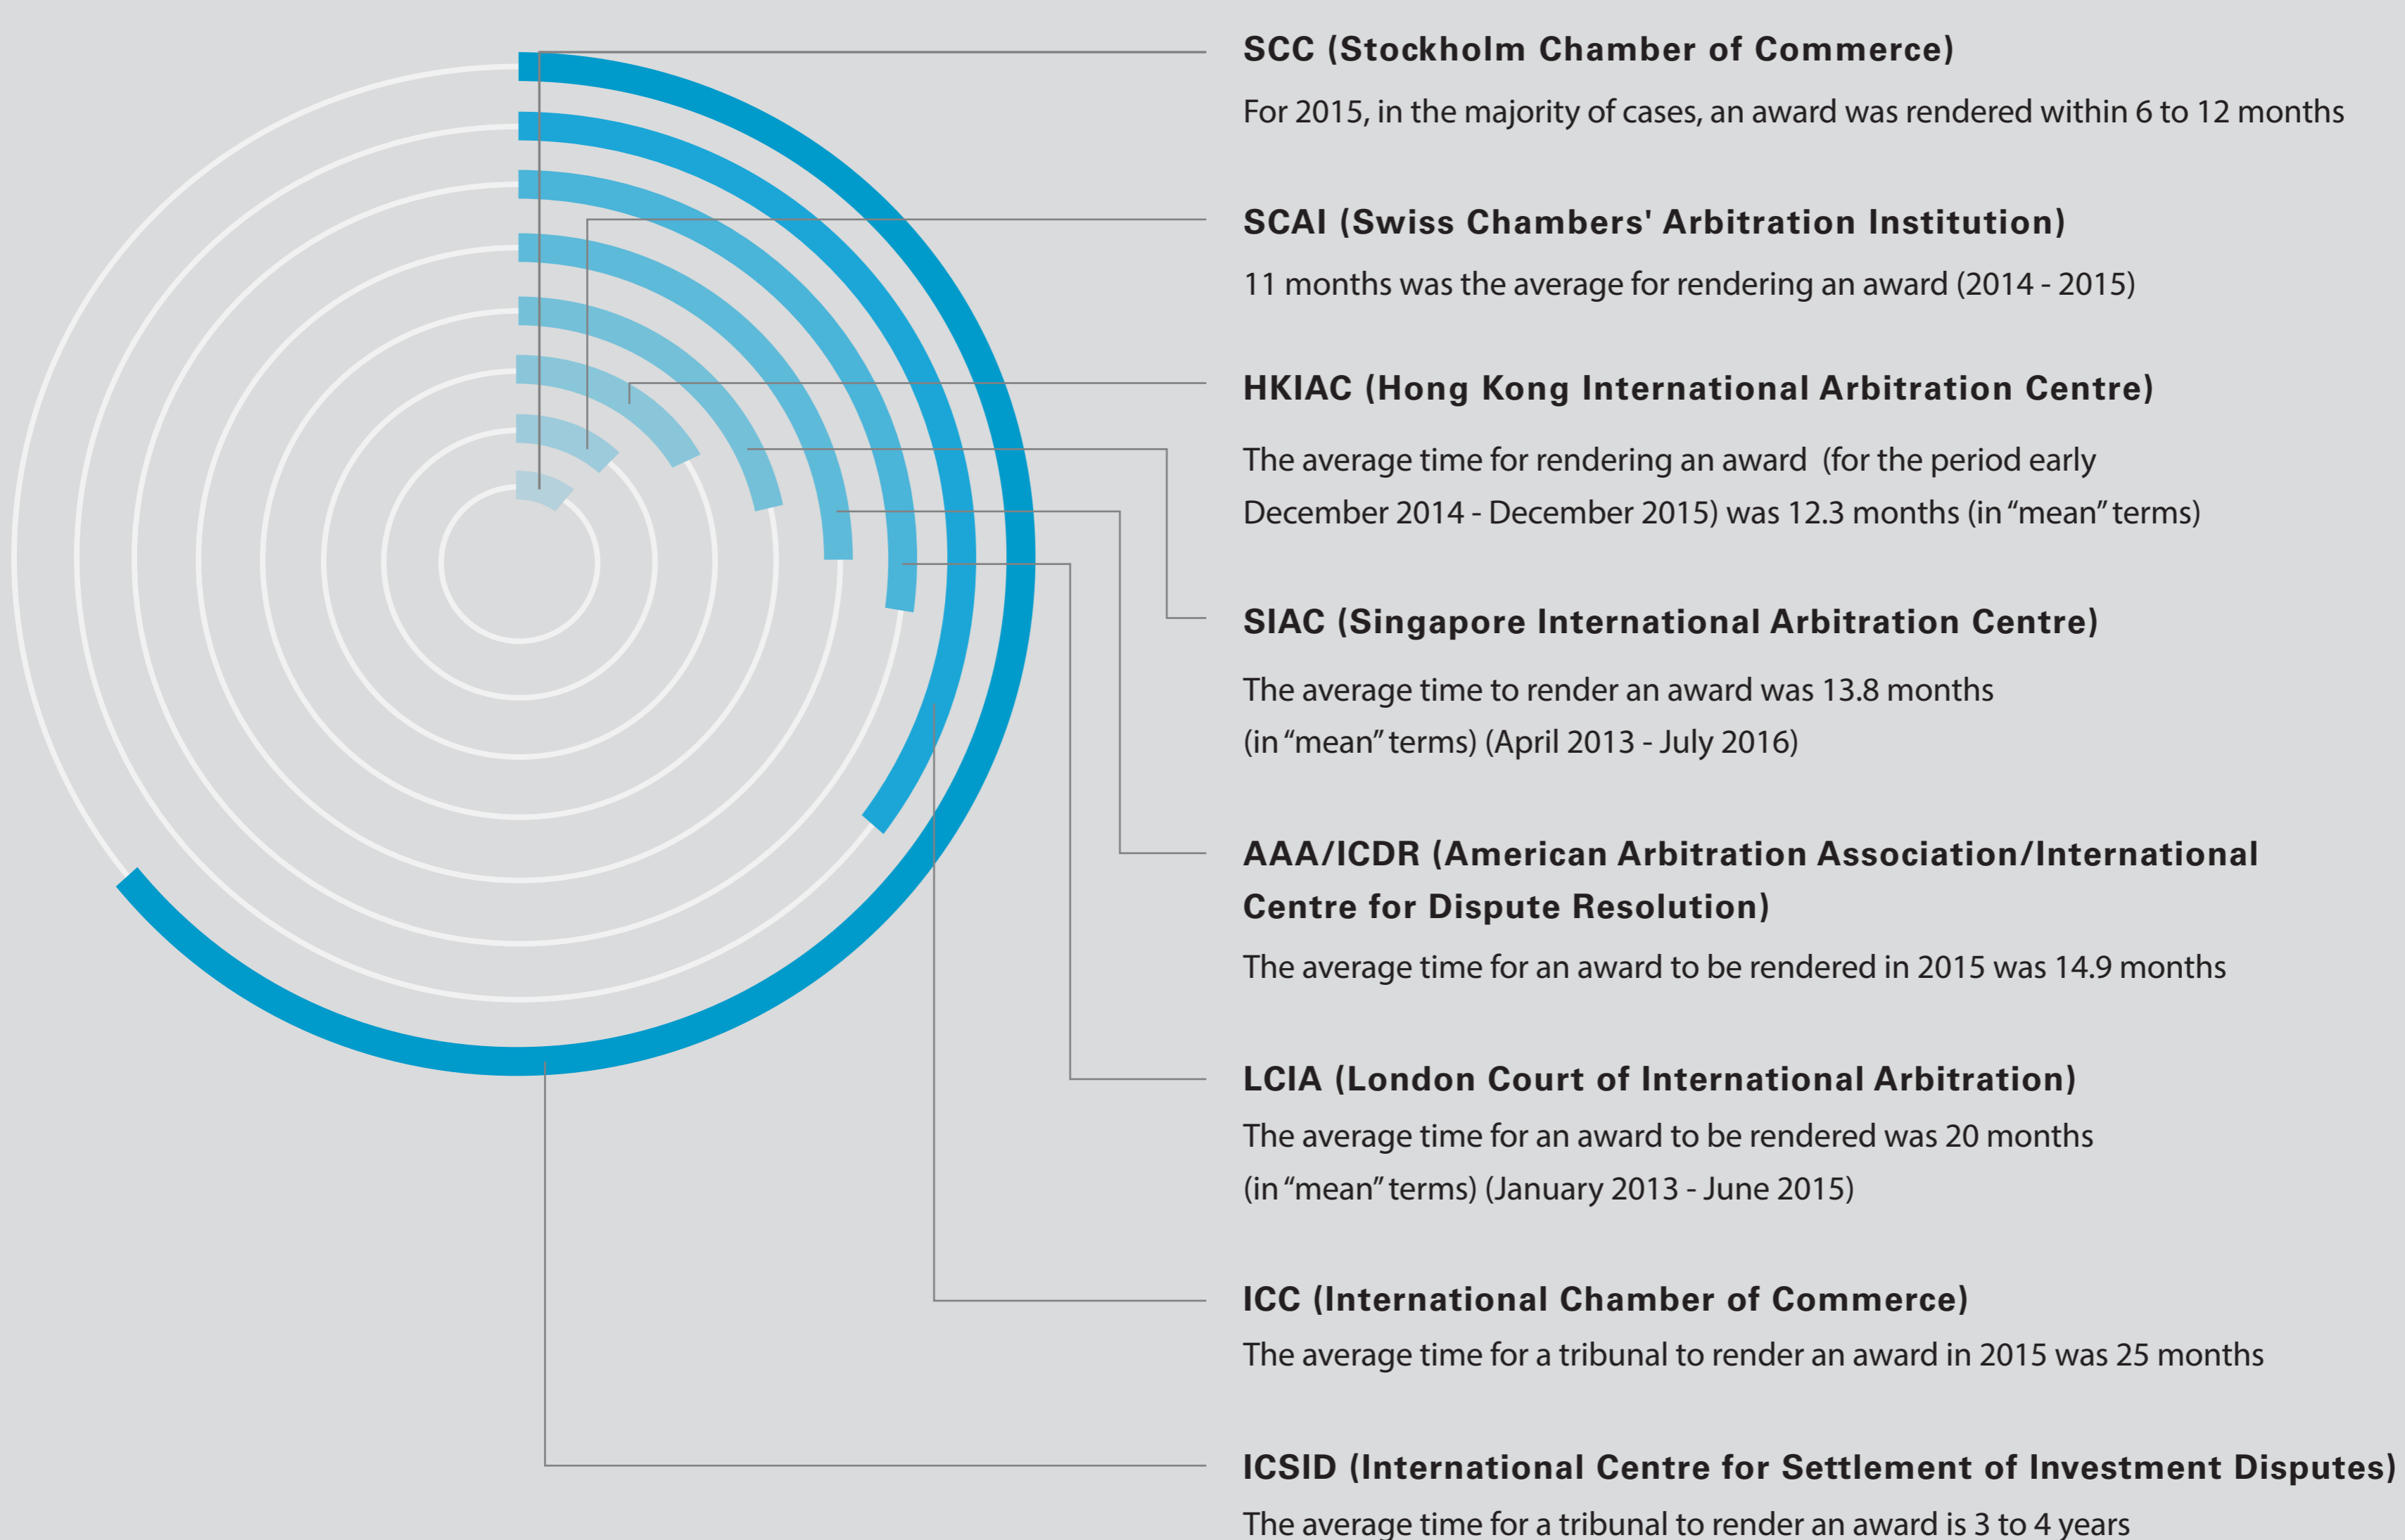 SCC (Stockholm Chamber of Commerce)
For 2015, in the majority of cases, an award was rendered within 6 to 12 months
SCAI (Swiss Chambers' Arbitration Institution)
11 months was the average for rendering an award (2014 - 2015)
HKIAC (Hong Kong International Arbitration Centre)
The average time for rendering an award (for the period early
December 2014 - December 2015) was 12.3 months (in “mean” terms)
SIAC (Singapore International Arbitration Centre)
The average time to render an award was 13.8 months
(in “mean” terms) (April 2013 - July 2016)
AAA/ICDR (American Arbitration Association/International
Centre for Dispute Resolution)
The average time for an award to be rendered in 2015 was 14.9 months
LCIA (London Court of International Arbitration)
The average time for an award to be rendered was 20 months
(in “mean” terms) (January 2013 - June 2015)
ICC (International Chamber of Commerce)
The average time for a tribunal to render an award in 2015 was 25 months
ICSID (International Centre for Settlement of Investment Disputes)
The average time for a tribunal to render an award is 3 to 4 years